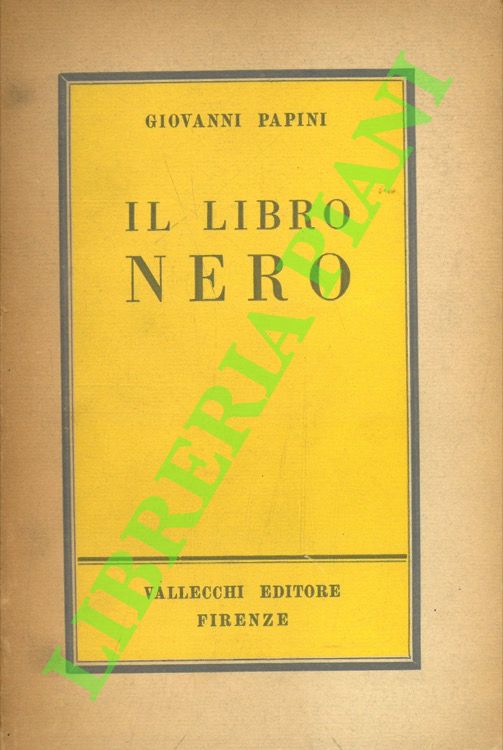 GIOVANNI PAPINI
IL LIBRO
NERO
VALLECCHI EDITORE
FIRENZE
LIBRERIA PIANI